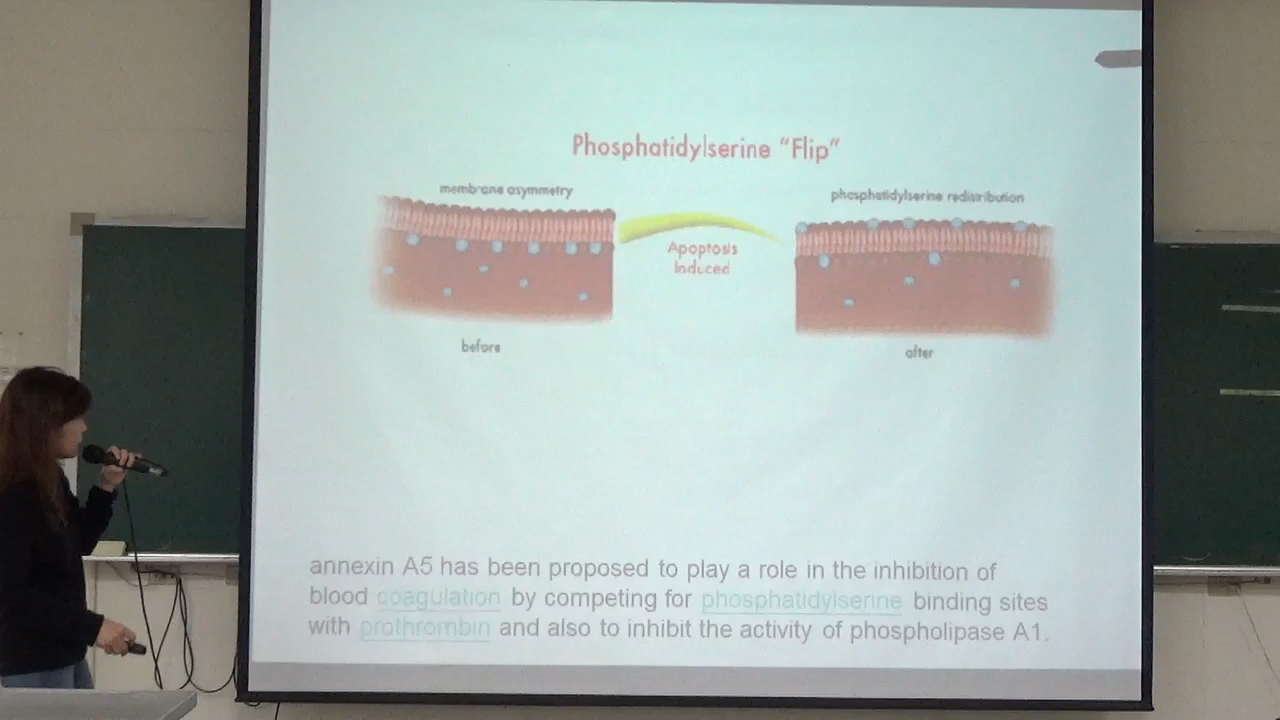 Phosphatidylserine "Flip"
membrane asymmetry
phosphatidylserine redistribution
Apoptosis
Induced
before
after
annexin A5 has been proposed to play a role in the inhibition of
blood coagulation by competing for phosphatidylserine binding sites
with prothrombin and also to inhibit the activity of phospholipase A1.